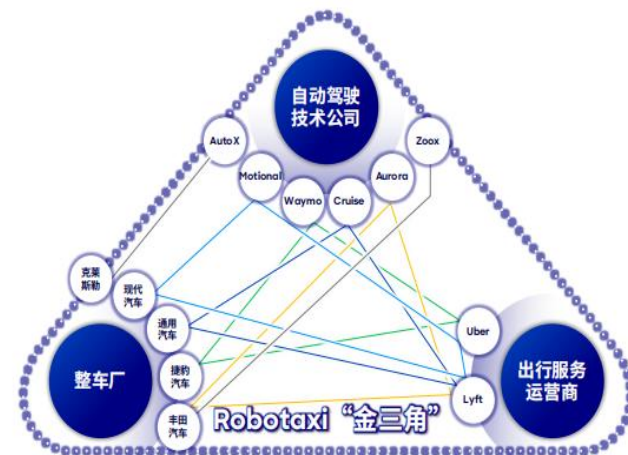 自动驾驶
技术公司
AutoX
Zoox
Motional
Aurora
Waymo
Cruise
克莱
斯勒
现代
汽车
通用
汽车
Uber
捷豹
汽车
整车厂
出行服务
运营商
Lyft
丰田
汽车
Robotaxi“金三角”